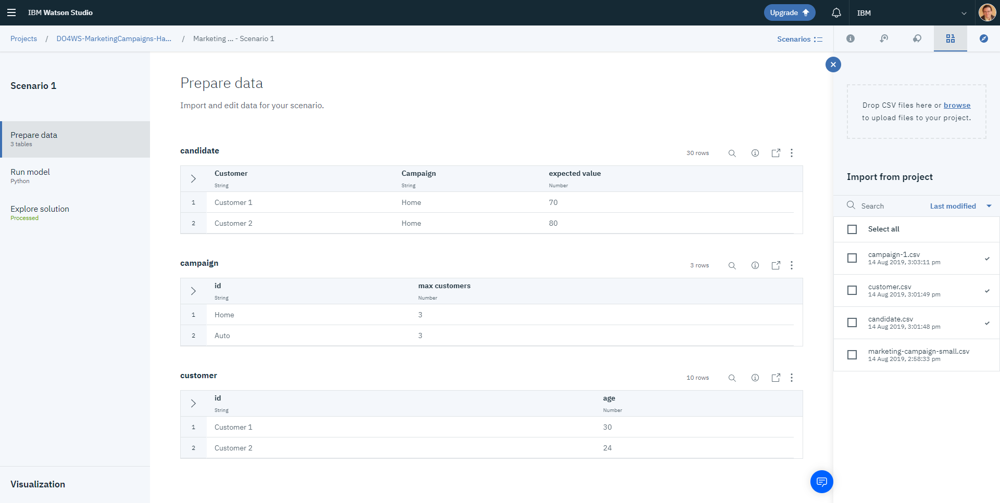 IBM Watson Studio
Upgrade
IBM
Projects / DO4WS-MarketingCampaigns-Ha... / Marketing ... - Scenario 1
Scenarios
Scenario 1
Prepare data
3 tables
Run model
Python
Explore solution
Processed
Visualization
Prepare data
Import and edit data for your scenario.
candidate
30 rows
Customer Campaign expected value
String String Number
1 Customer 1 Home 70
2 Customer 2 Home 80
campaign
3 rows
id max customers
String Number
1 Home 3
2 Auto 3
customer
10 rows
id age
String Number
1 Customer 1 30
2 Customer 2 24
Drop CSV files here or browse
to upload files to your project.
Import from project
Search Last modified
Select all
campaign-1.csv
14 Aug 2019, 3:03:11 pm
customer.csv
14 Aug 2019, 3:01:49 pm
candidate.csv
14 Aug 2019, 3:01:48 pm
marketing-campaign-small.csv
14 Aug 2019, 2:58:33 pm